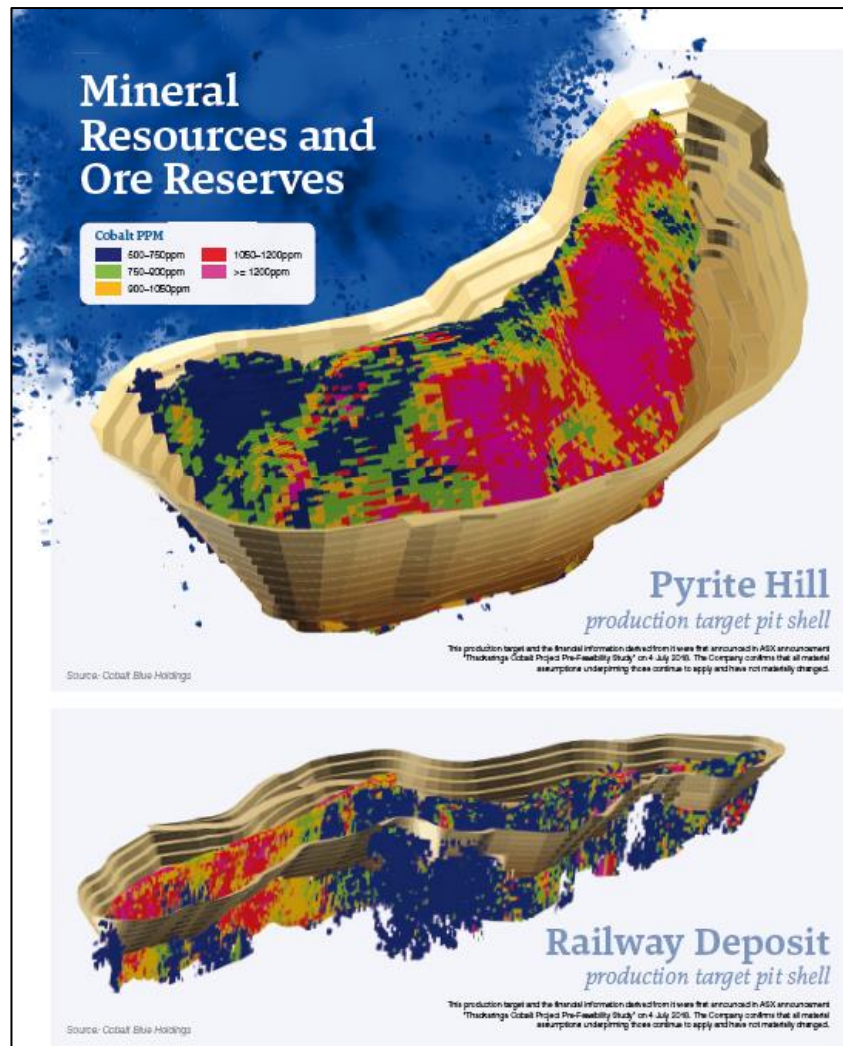 Mineral
Resources and
Ore Reserves
Cobalt PPM
600–750ppm
750–900ppm
900–1050ppm
1050–1200ppm
>= 1200ppm
Pyrite Hill
production target pit shell
This production target and the financial information derived from it were first announced in ASX announcement
"Thackaringa Cobalt Project Pre-Feasibility Study" on 4 July 2018. The Company confirms that all material
assumptions underpinning those continue to apply and have not materially changed.
Source: Cobalt Blue Holdings
Railway Deposit
production target pit shell
This production target and the financial information derived from it were first announced in ASX announcement
"Thackaringa Cobalt Project Pre-Feasibility Study" on 4 July 2018. The Company confirms that all material
assumptions underpinning those continue to apply and have not materially changed.
Source: Cobalt Blue Holdings